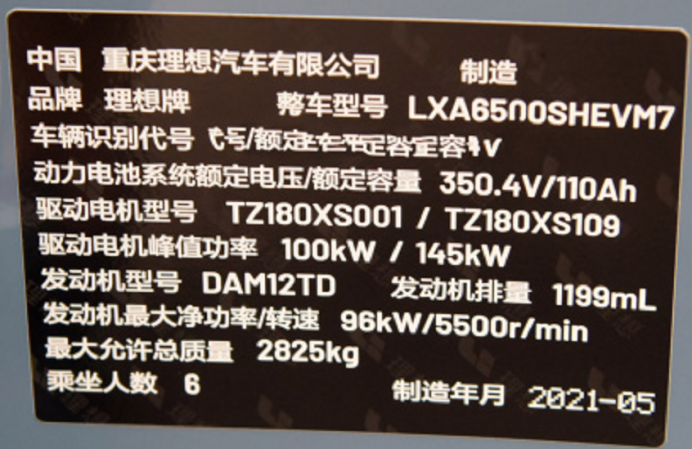 中国 重庆理想汽车有限公司 制造
品牌 理想牌 整车型号 LXA6500SHEVM7
车辆识别代号
动力电池系统额定电压/额定容量 350.4V/110Ah
驱动电机型号 TZ180XS001 / TZ180XS109
驱动电机峰值功率 100kW / 145kW
发动机型号 DAM12TD 发动机排量 1199mL
发动机最大净功率/转速 96kW/5500r/min
最大允许总质量 2825kg
乘坐人数 6 制造年月 2021-05